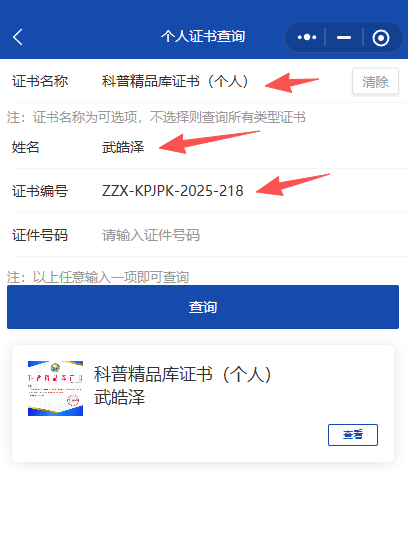 个人证书查询
证书名称 科普精品库证书（个人） 清除
注：证书名称为可选项，不选择则查询所有类型证书
姓名 武皓泽
证书编号 ZZX-KPJPK-2025-218
证件号码 请输入证件号码
注：以上任意输入一项即可查询
查询
科普精品库证书（个人）
武皓泽
查看